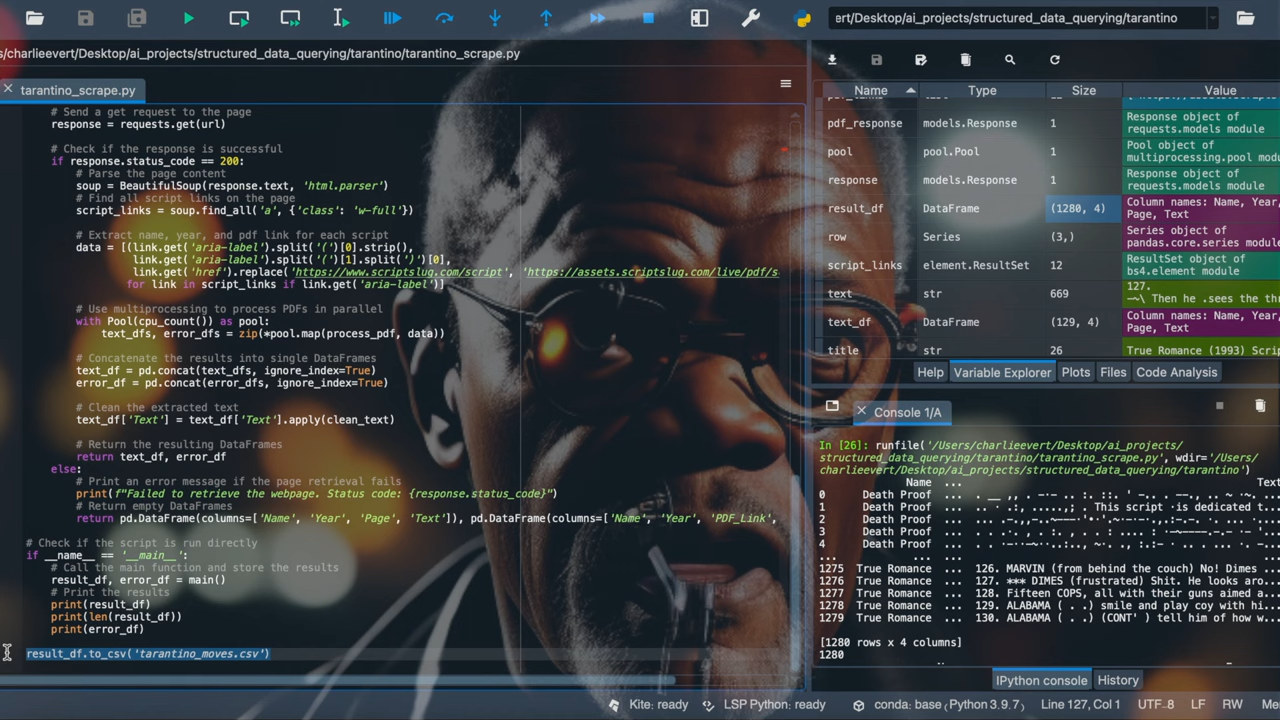 ert/Desktop/ai_projects/structured_data_querying/tarantino
s/charlieevert/Desktop/ai_projects/structured_data_querying/tarantino/tarantino_scrape.py
tarantino_scrape.py
# Send a get request to the page
response = requests.get(url)
# Check if the response is successful
if response.status_code == 200:
# Parse the page content
soup = BeautifulSoup(response.text, 'html.parser')
# Find all script links on the page
script_links = soup.find_all('a', {'class': 'w-full'})
# Extract name, year, and pdf link for each script
data = [(link.get('aria-label').split('(')[0].strip(),
link.get('aria-label').split('(')[1].split(')')[0],
link.get('href').replace('https://www.scriptslug.com/script', 'https://assets.scriptslug.com/live/pdf/s
for link in script_links if link.get('aria-label')]
# Use multiprocessing to process PDFs in parallel
with Pool(cpu_count()) as pool:
text_dfs, error_dfs = zip(*pool.map(process_pdf, data))
# Concatenate the results into single DataFrames
text_df = pd.concat(text_dfs, ignore_index=True)
error_df = pd.concat(error_dfs, ignore_index=True)
# Clean the extracted text
text_df['Text'] = text_df['Text'].apply(clean_text)
# Return the resulting DataFrames
return text_df, error_df
else:
# Print an error message if the page retrieval fails
print(f"Failed to retrieve the webpage. Status code: {response.status_code}")
# Return empty DataFrames
return pd.DataFrame(columns=['Name', 'Year', 'Page', 'Text']), pd.DataFrame(columns=['Name', 'Year', 'PDF_Link',
# Check if the script is run directly
if __name__ == '__main__':
# Call the main function and store the results
result_df, error_df = main()
# Print the results
print(result_df)
print(len(result_df))
print(error_df)
result_df.to_csv('tarantino_moves.csv')
Name Type Size Value
pdf_response models.Response 1 Response object of
requests.models module
pool pool.Pool 1 Pool object of
multiprocessing.pool mod
response models.Response 1 Response object of
requests.models module
result_df DataFrame (1280, 4) Column names: Name, Year,
Page, Text
row Series (3,) Series object of
pandas.core.series modul
script_links element.ResultSet 12 ResultSet object of
bs4.element module
text str 669 127.
Then he .sees the thr
text_df DataFrame (129, 4) Column names: Name, Year,
Page, Text
title str 26 True Romance (1993) Scrip
Help Variable Explorer Plots Files Code Analysis
Console 1/A
In [26]: runfile('/Users/charlieevert/Desktop/ai_projects/
structured_data_querying/tarantino/tarantino_scrape.py', wdir='/Users/
charlieevert/Desktop/ai_projects/structured_data_querying/tarantino')
Name ... Text
0 Death Proof ...
1 Death Proof ... This script ·is dedicated t...
2 Death Proof ...
3 Death Proof ...
4 Death Proof ...
... ... ... ...
1275 True Romance ... 126. MARVIN (from behind the couch) No! Dimes ...
1276 True Romance ... 127. *** DIMES (frustrated) Shit. He looks aro...
1277 True Romance ... 128. Fifteen COPS, all with their guns aimed a...
1278 True Romance ... 129. ALABAMA ( . .) smile and play coy with hi...
1279 True Romance ... 130. ALABAMA ( . .) (CONT' ) tell him of how w...
[1280 rows x 4 columns]
1280
IPython console History
Kite: ready LSP Python: ready conda: base (Python 3.9.7) Line 127, Col 1 UTF-8 LF RW Me